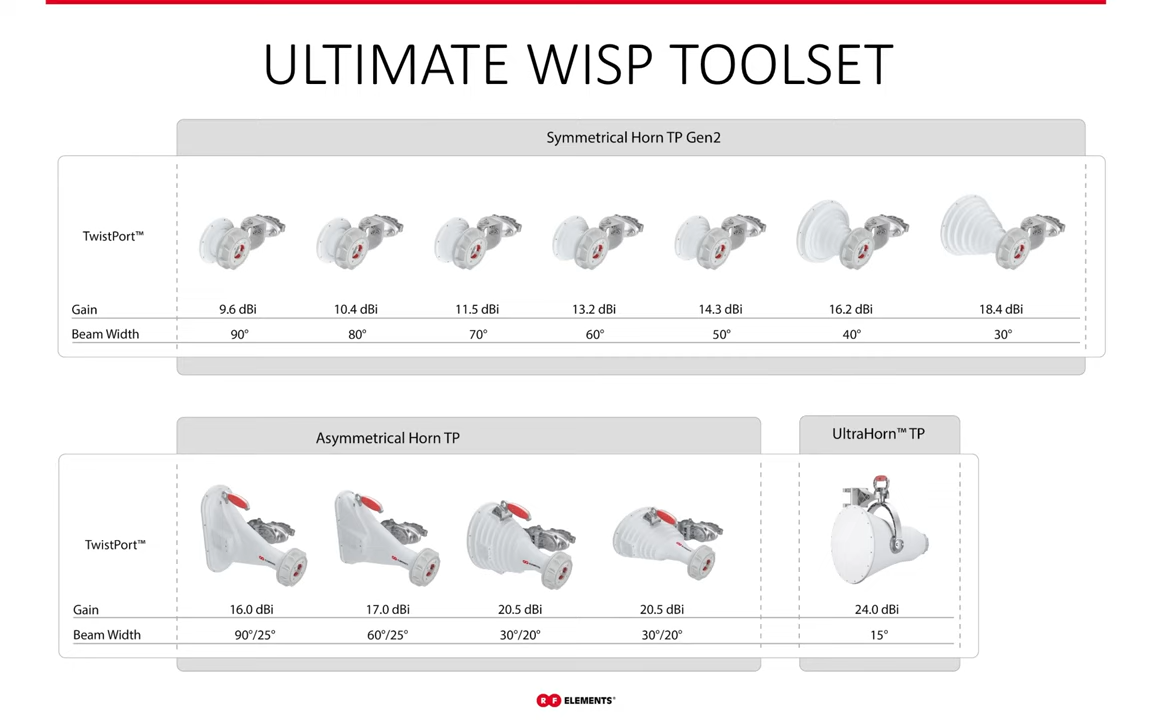 ULTIMATE WISP TOOLSET
Symmetrical Horn TP Gen2
TwistPort™
Gain 9.6 dBi 10.4 dBi 11.5 dBi 13.2 dBi 14.3 dBi 16.2 dBi 18.4 dBi
Beam Width 90° 80° 70° 60° 50° 40° 30°
Asymmetrical Horn TP
UltraHorn™ TP
TwistPort™
Gain 16.0 dBi 17.0 dBi 20.5 dBi 20.5 dBi 24.0 dBi
Beam Width 90°/25° 60°/25° 30°/20° 30°/20° 15°
RF ELEMENTS®